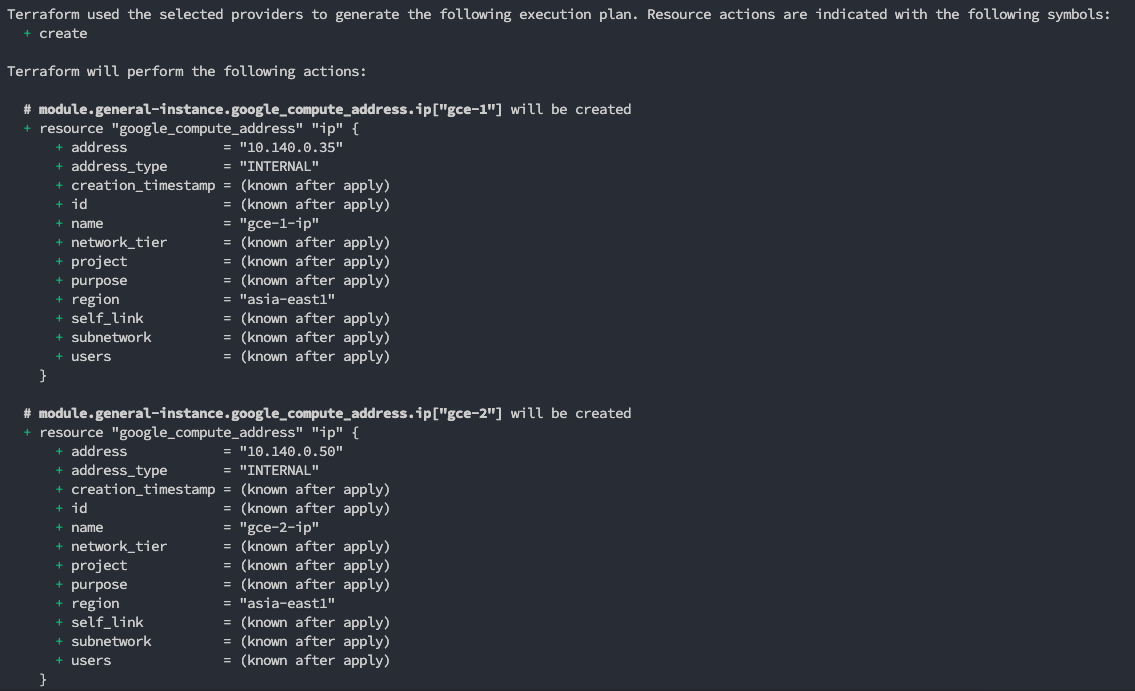 Terraform used the selected providers to generate the following execution plan. Resource actions are indicated with the following symbols:
  + create

Terraform will perform the following actions:

  # module.general-instance.google_compute_address.ip["gce-1"] will be created
  + resource "google_compute_address" "ip" {
      + address            = "10.140.0.35"
      + address_type       = "INTERNAL"
      + creation_timestamp = (known after apply)
      + id                 = (known after apply)
      + name               = "gce-1-ip"
      + network_tier       = (known after apply)
      + project            = (known after apply)
      + purpose            = (known after apply)
      + region             = "asia-east1"
      + self_link          = (known after apply)
      + subnetwork         = (known after apply)
      + users              = (known after apply)
    }

  # module.general-instance.google_compute_address.ip["gce-2"] will be created
  + resource "google_compute_address" "ip" {
      + address            = "10.140.0.50"
      + address_type       = "INTERNAL"
      + creation_timestamp = (known after apply)
      + id                 = (known after apply)
      + name               = "gce-2-ip"
      + network_tier       = (known after apply)
      + project            = (known after apply)
      + purpose            = (known after apply)
      + region             = "asia-east1"
      + self_link          = (known after apply)
      + subnetwork         = (known after apply)
      + users              = (known after apply)
    }